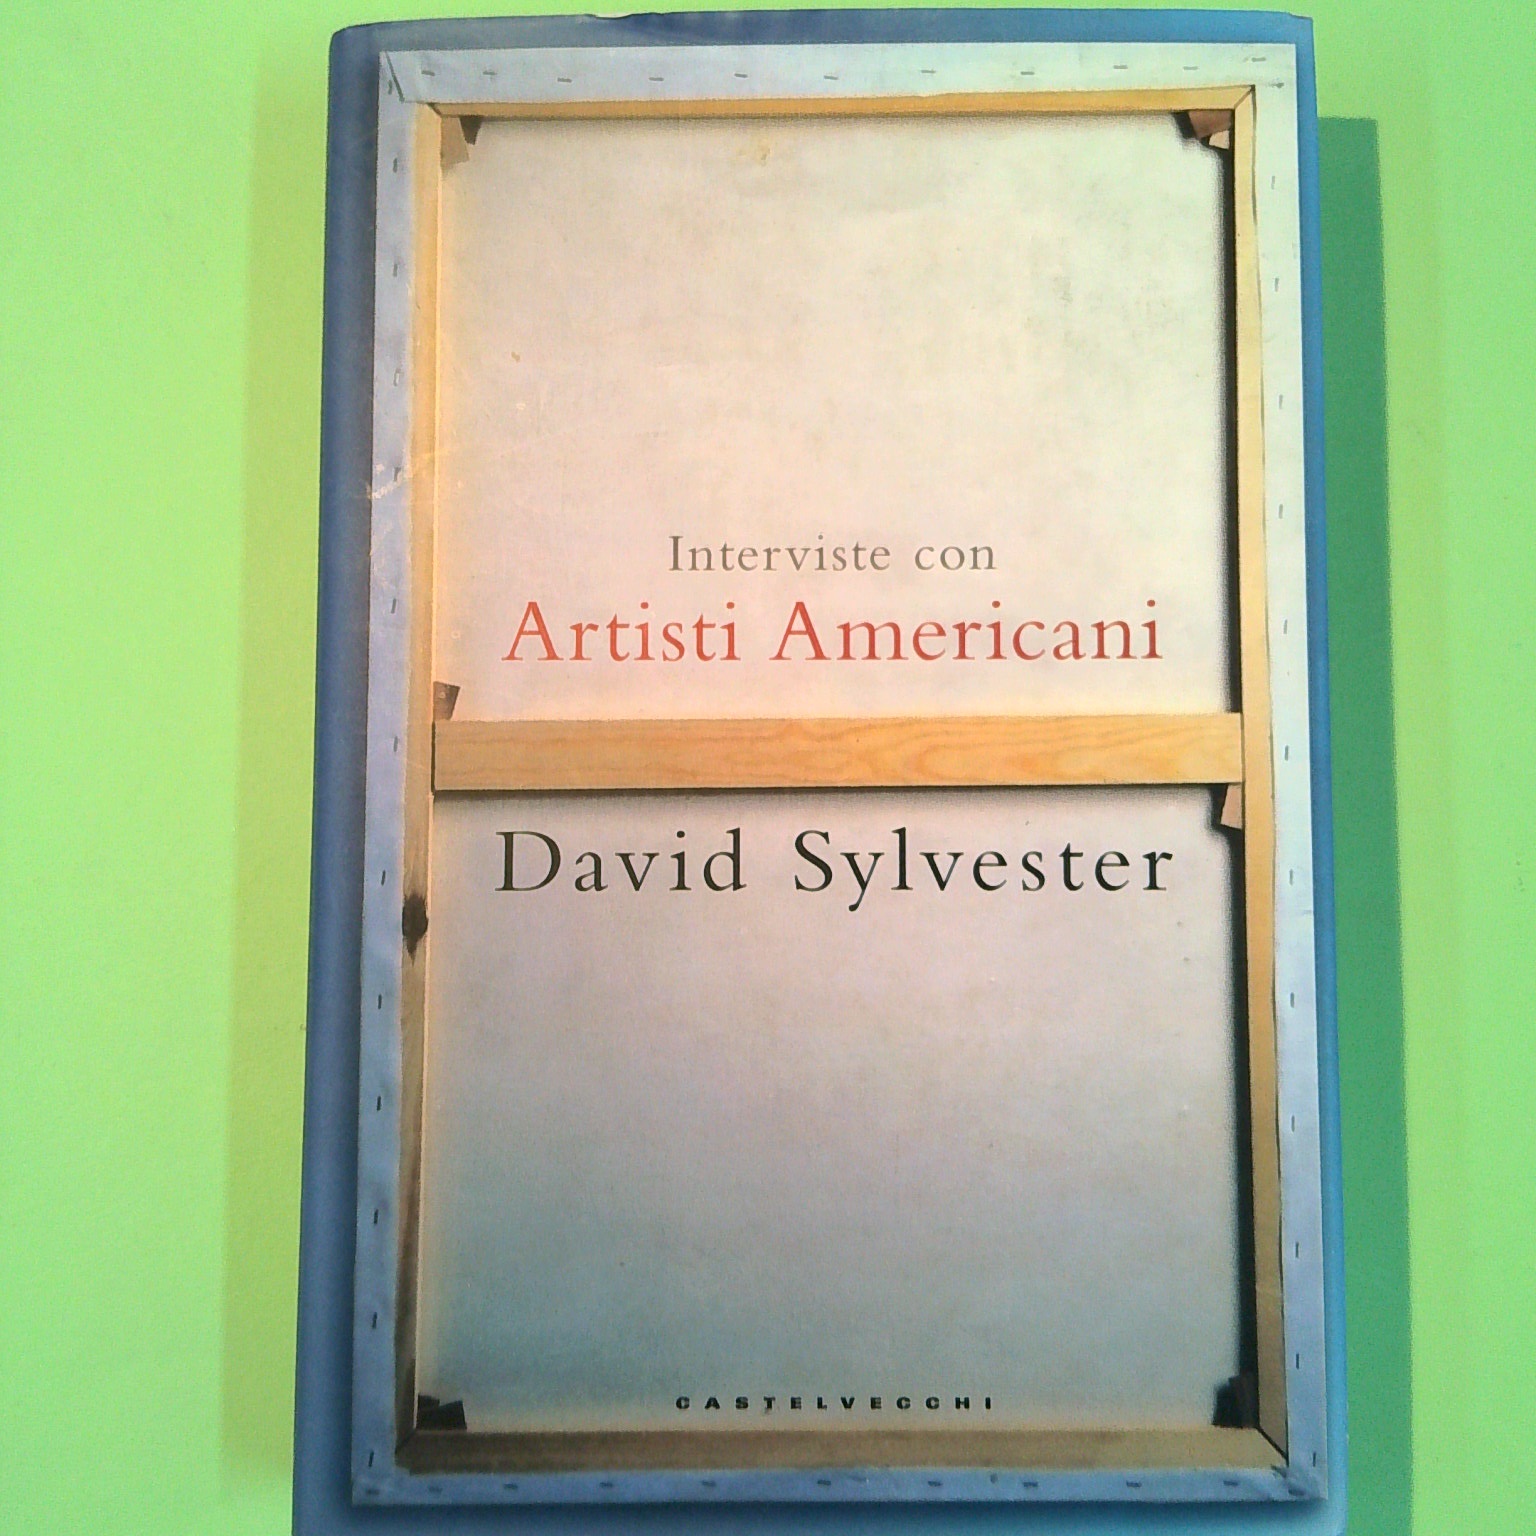 Interviste con
Artisti Americani
David Sylvester
CASTELVECCHI